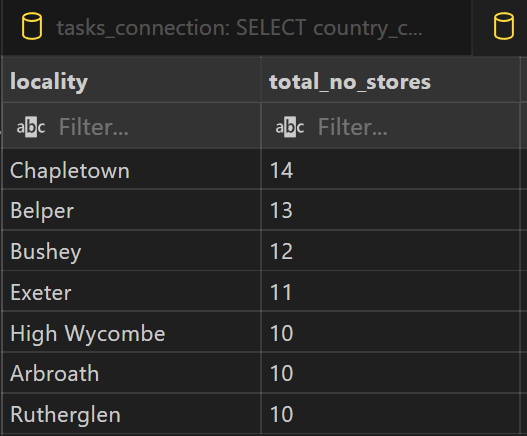 tasks_connection: SELECT country_c...
locality total_no_stores
abc Filter... abc Filter...
Chapletown 14
Belper 13
Bushey 12
Exeter 11
High Wycombe 10
Arbroath 10
Rutherglen 10